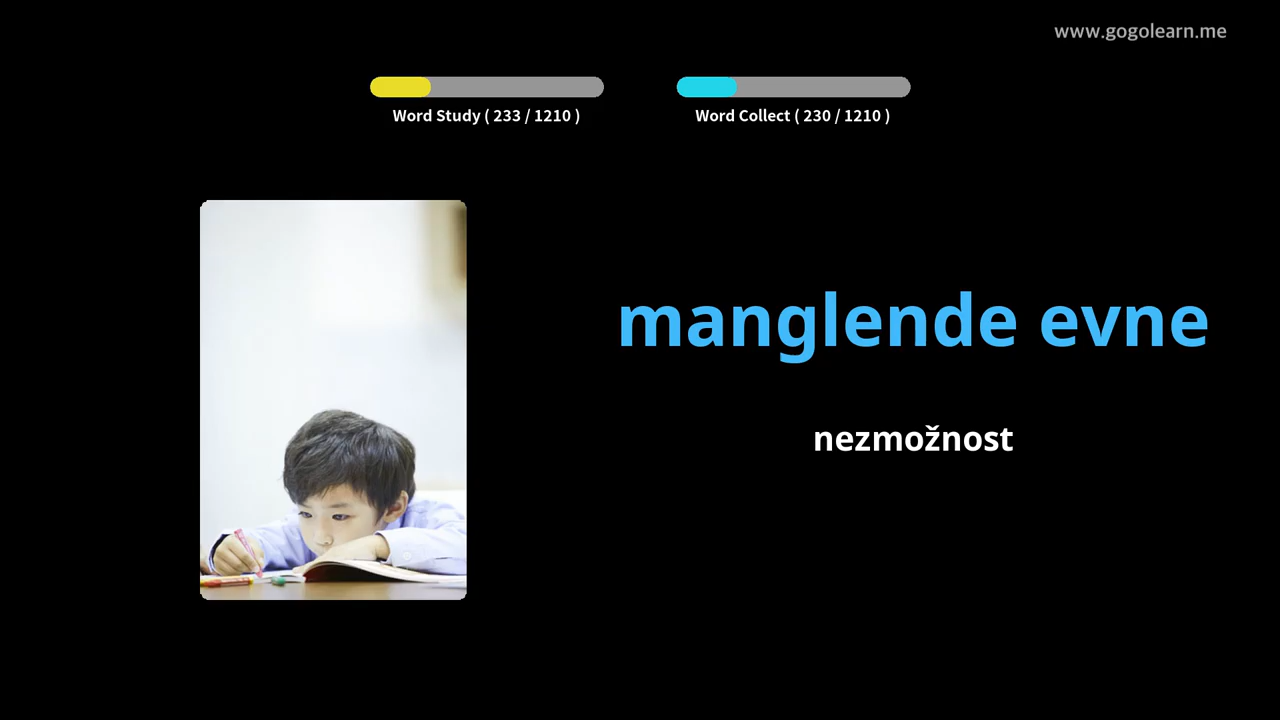 www.gogolearn.me
Word Study ( 233 / 1210 )
Word Collect ( 230 / 1210 )
manglende evne
nezmožnost